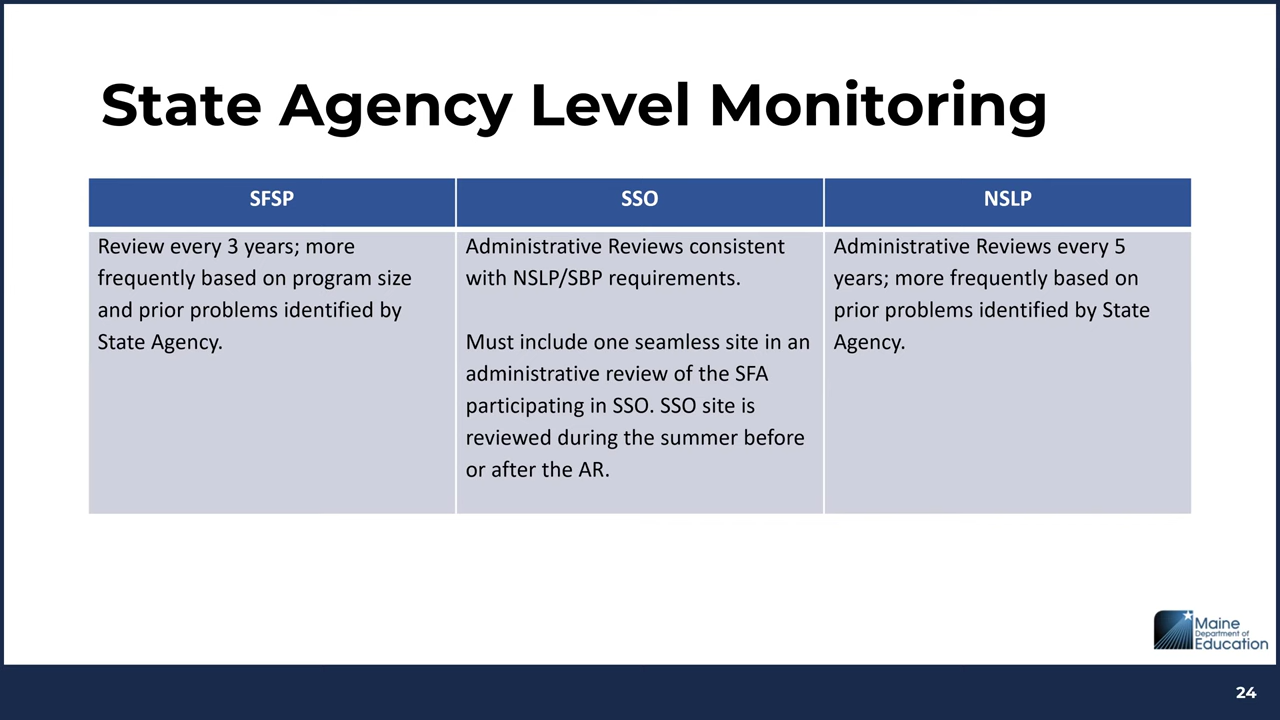 State Agency Level Monitoring
SFSP
Review every 3 years; more
frequently based on program size
and prior problems identified by
State Agency.
SSO
Administrative Reviews consistent
with NSLP/SBP requirements.
Must include one seamless site in an
administrative review of the SFA
participating in SSO. SSO site is
reviewed during the summer before
or after the AR.
NSLP
Administrative Reviews every 5
years; more frequently based on
prior problems identified by State
Agency.
Maine
Department of
Education
24